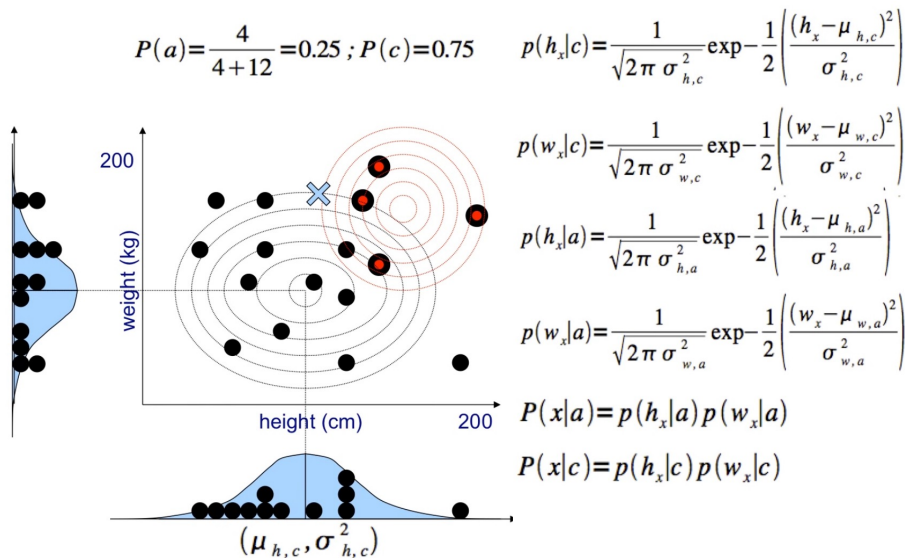 P(a)=4/(4+12)=0.25 ; P(c)=0.75
p(h_x|c)=1/√(2π σ²_{h,c}) exp−1/2((h_x−μ_{h,c})²/σ²_{h,c})
p(w_x|c)=1/√(2π σ²_{w,c}) exp−1/2((w_x−μ_{w,c})²/σ²_{w,c})
p(h_x|a)=1/√(2π σ²_{h,a}) exp−1/2((h_x−μ_{h,a})²/σ²_{h,a})
p(w_x|a)=1/√(2π σ²_{w,a}) exp−1/2((w_x−μ_{w,a})²/σ²_{w,a})
P(x|a)=p(h_x|a)p(w_x|a)
P(x|c)=p(h_x|c)p(w_x|c)
200
weight (kg)
height (cm)
200
(μ_{h,c},σ²_{h,c})